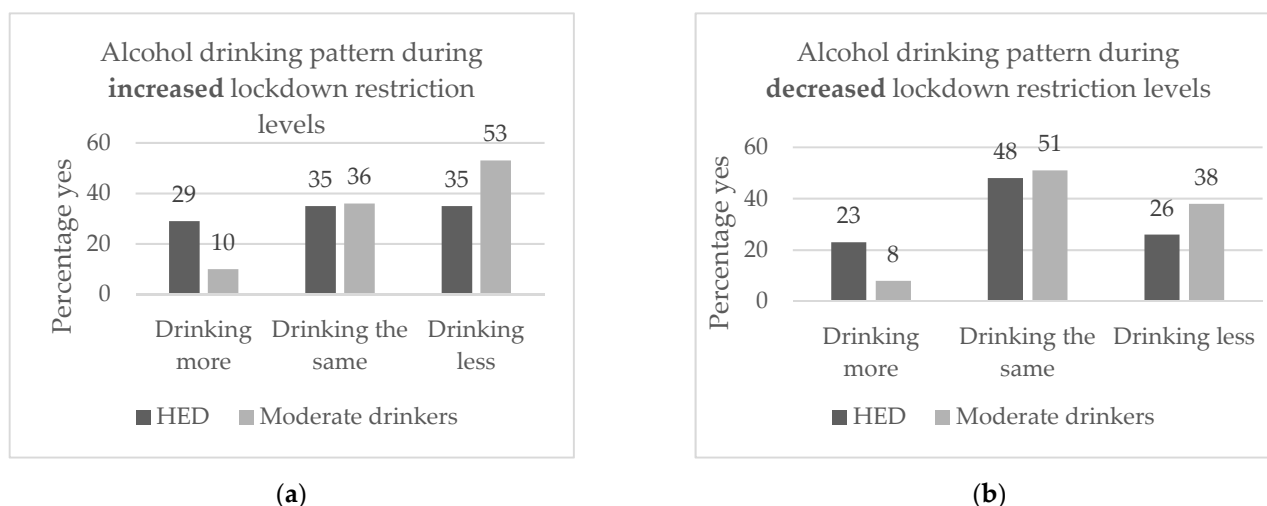 Alcohol drinking pattern during
increased lockdown restriction
levels
Percentage yes
60
40
20
0
29
10
35
36
35
53
Drinking
more
Drinking the
same
Drinking
less
HED
Moderate drinkers
(a)
Alcohol drinking pattern during
decreased lockdown restriction levels
Percentage yes
60
40
20
0
23
8
48
51
26
38
Drinking
more
Drinking the
same
Drinking less
HED
Moderate drinkers
(b)